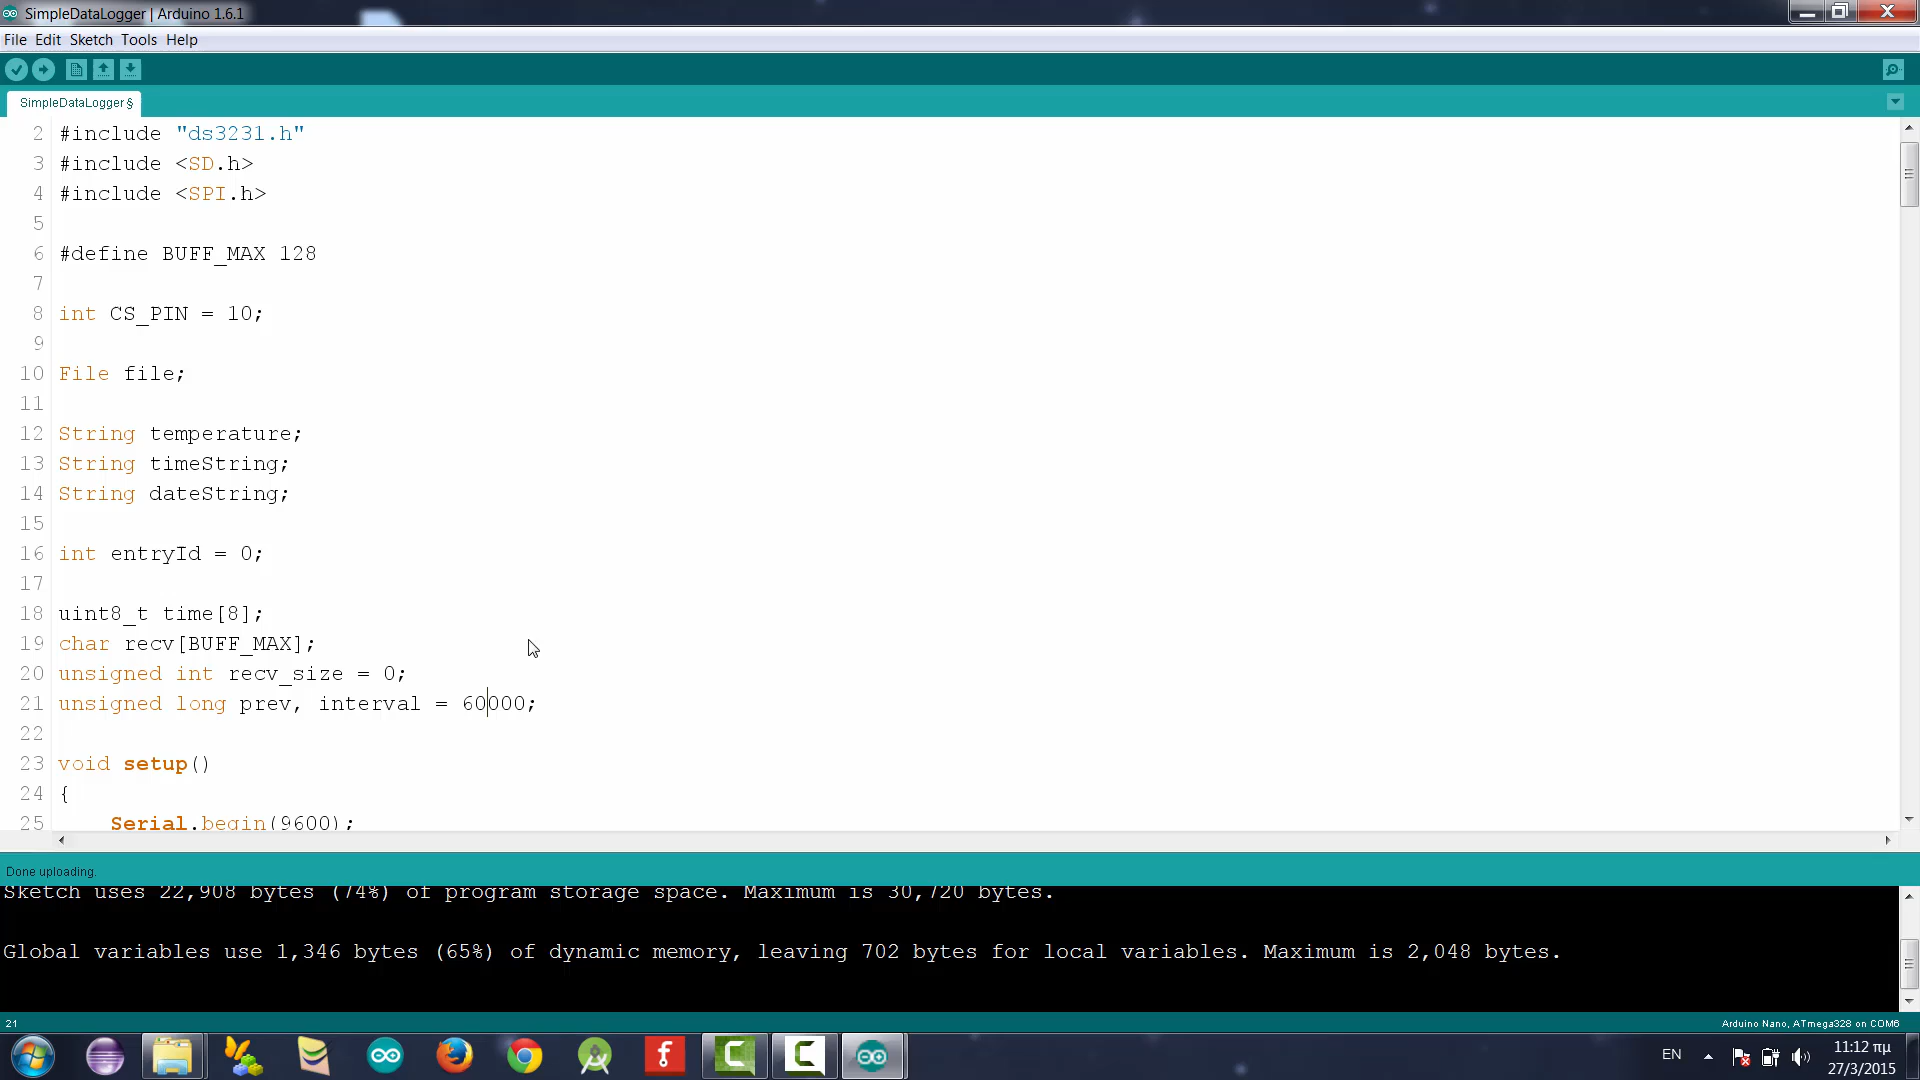 SimpleDataLogger | Arduino 1.6.1
File Edit Sketch Tools Help
SimpleDataLogger §
2 #include "ds3231.h"
3 #include <SD.h>
4 #include <SPI.h>
5
6 #define BUFF_MAX 128
7
8 int CS_PIN = 10;
9
10 File file;
11
12 String temperature;
13 String timeString;
14 String dateString;
15
16 int entryId = 0;
17
18 uint8_t time[8];
19 char recv[BUFF_MAX];
20 unsigned int recv_size = 0;
21 unsigned long prev, interval = 60000;
22
23 void setup()
24 {
25 Serial.begin(9600);
Done uploading.
Sketch uses 22,908 bytes (74%) of program storage space. Maximum is 30,720 bytes.
Global variables use 1,346 bytes (65%) of dynamic memory, leaving 702 bytes for local variables. Maximum is 2,048 bytes.
21
Arduino Nano, ATmega328 on COM6
EN
11:12 πμ
27/3/2015